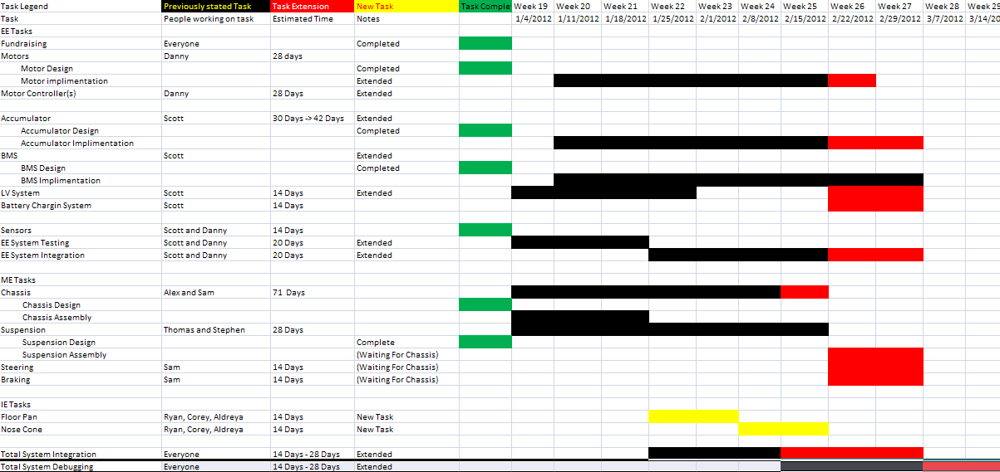 Task Legend Previously stated Task Task Extension New Task Task Comple Week 19 Week 20 Week 21 Week 22 Week 23 Week 24 Week 25 Week 26 Week 27 Week 28 Week 29
Task People working on task Estimated Time Notes 1/4/2012 1/11/2012 1/18/2012 1/25/2012 2/1/2012 2/8/2012 2/15/2012 2/22/2012 2/29/2012 3/7/2012 3/14/20
EE Tasks
Fundraising Everyone Completed
Motors Danny 28 days
Motor Design Completed
Motor implimentation Extended
Motor Controller(s) Danny 28 Days Extended
Accumulator Scott 30 Days -> 42 Days Extended
Accumulator Design Completed
Accumulator Implimentation
BMS Scott Extended
BMS Design Completed
BMS Implimentation
LV System Scott 14 Days Extended
Battery Chargin System Scott 14 Days
Sensors Scott and Danny 14 Days
EE System Testing Scott and Danny 20 Days Extended
EE System Integration Scott and Danny 20 Days Extended
ME Tasks
Chassis Alex and Sam 71 Days
Chassis Design
Chassis Assembly
Suspension Thomas and Stephen 28 Days
Suspension Design Complete
Suspension Assembly (Waiting For Chassis)
Steering Sam 14 Days (Waiting For Chassis)
Braking Sam 14 Days (Waiting For Chassis)
IE Tasks
Floor Pan Ryan, Corey, Aldreya 14 Days New Task
Nose Cone Ryan, Corey, Aldreya 14 Days New Task
Total System Integration Everyone 14 Days - 28 Days Extended
Total System Debugging Everyone 14 Days - 28 Days Extended